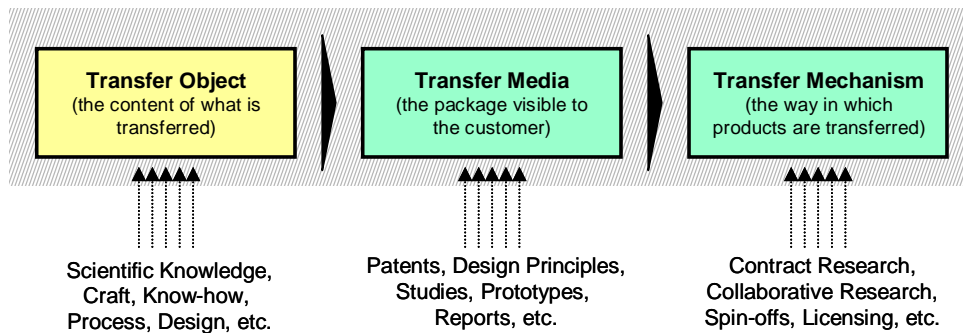 Transfer Object
(the content of what is
transferred)
Transfer Media
(the package visible to
the customer)
Transfer Mechanism
(the way in which
products are transferred)
Scientific Knowledge,
Craft, Know-how,
Process, Design, etc.
Patents, Design Principles,
Studies, Prototypes,
Reports, etc.
Contract Research,
Collaborative Research,
Spin-offs, Licensing, etc.